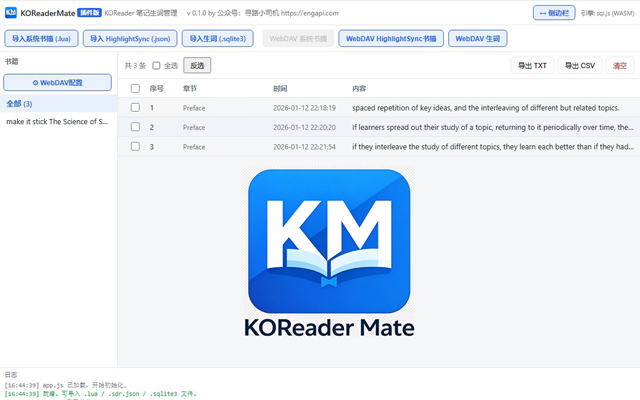 KM KOReaderMate 插件版 KOReader 笔记生词管理 v 0.1.0 by 公众号：寻路小司机 https://engapi.com ↔ 侧边栏 引擎: sql.js (WASM)
导入系统书摘 (.lua) 导入 HighlightSync (.json) 导入生词 (.sqlite3) WebDAV 系统书摘 WebDAV HighlightSync书摘 WebDAV 生词
书籍 共 3 条 全选 反选 导出 TXT 导出 CSV 清空
⚙ WebDAV配置 序号 章节 时间 内容
全部 (3) 1 Preface 2026-01-12 22:18:19 spaced repetition of key ideas, and the interleaving of different but related topics.
make it stick The Science of S... 2 Preface 2026-01-12 22:20:20 If learners spread out their study of a topic, returning to it periodically over time, the...
3 Preface 2026-01-12 22:21:54 if they interleave the study of different topics, they learn each better than if they had...
KM
KOReader Mate
日志
[16:44:39] app.js 已加载，开始初始化。
[16:44:39] 就绪。可导入 .lua / .sdr.json / .sqlite3 文件。